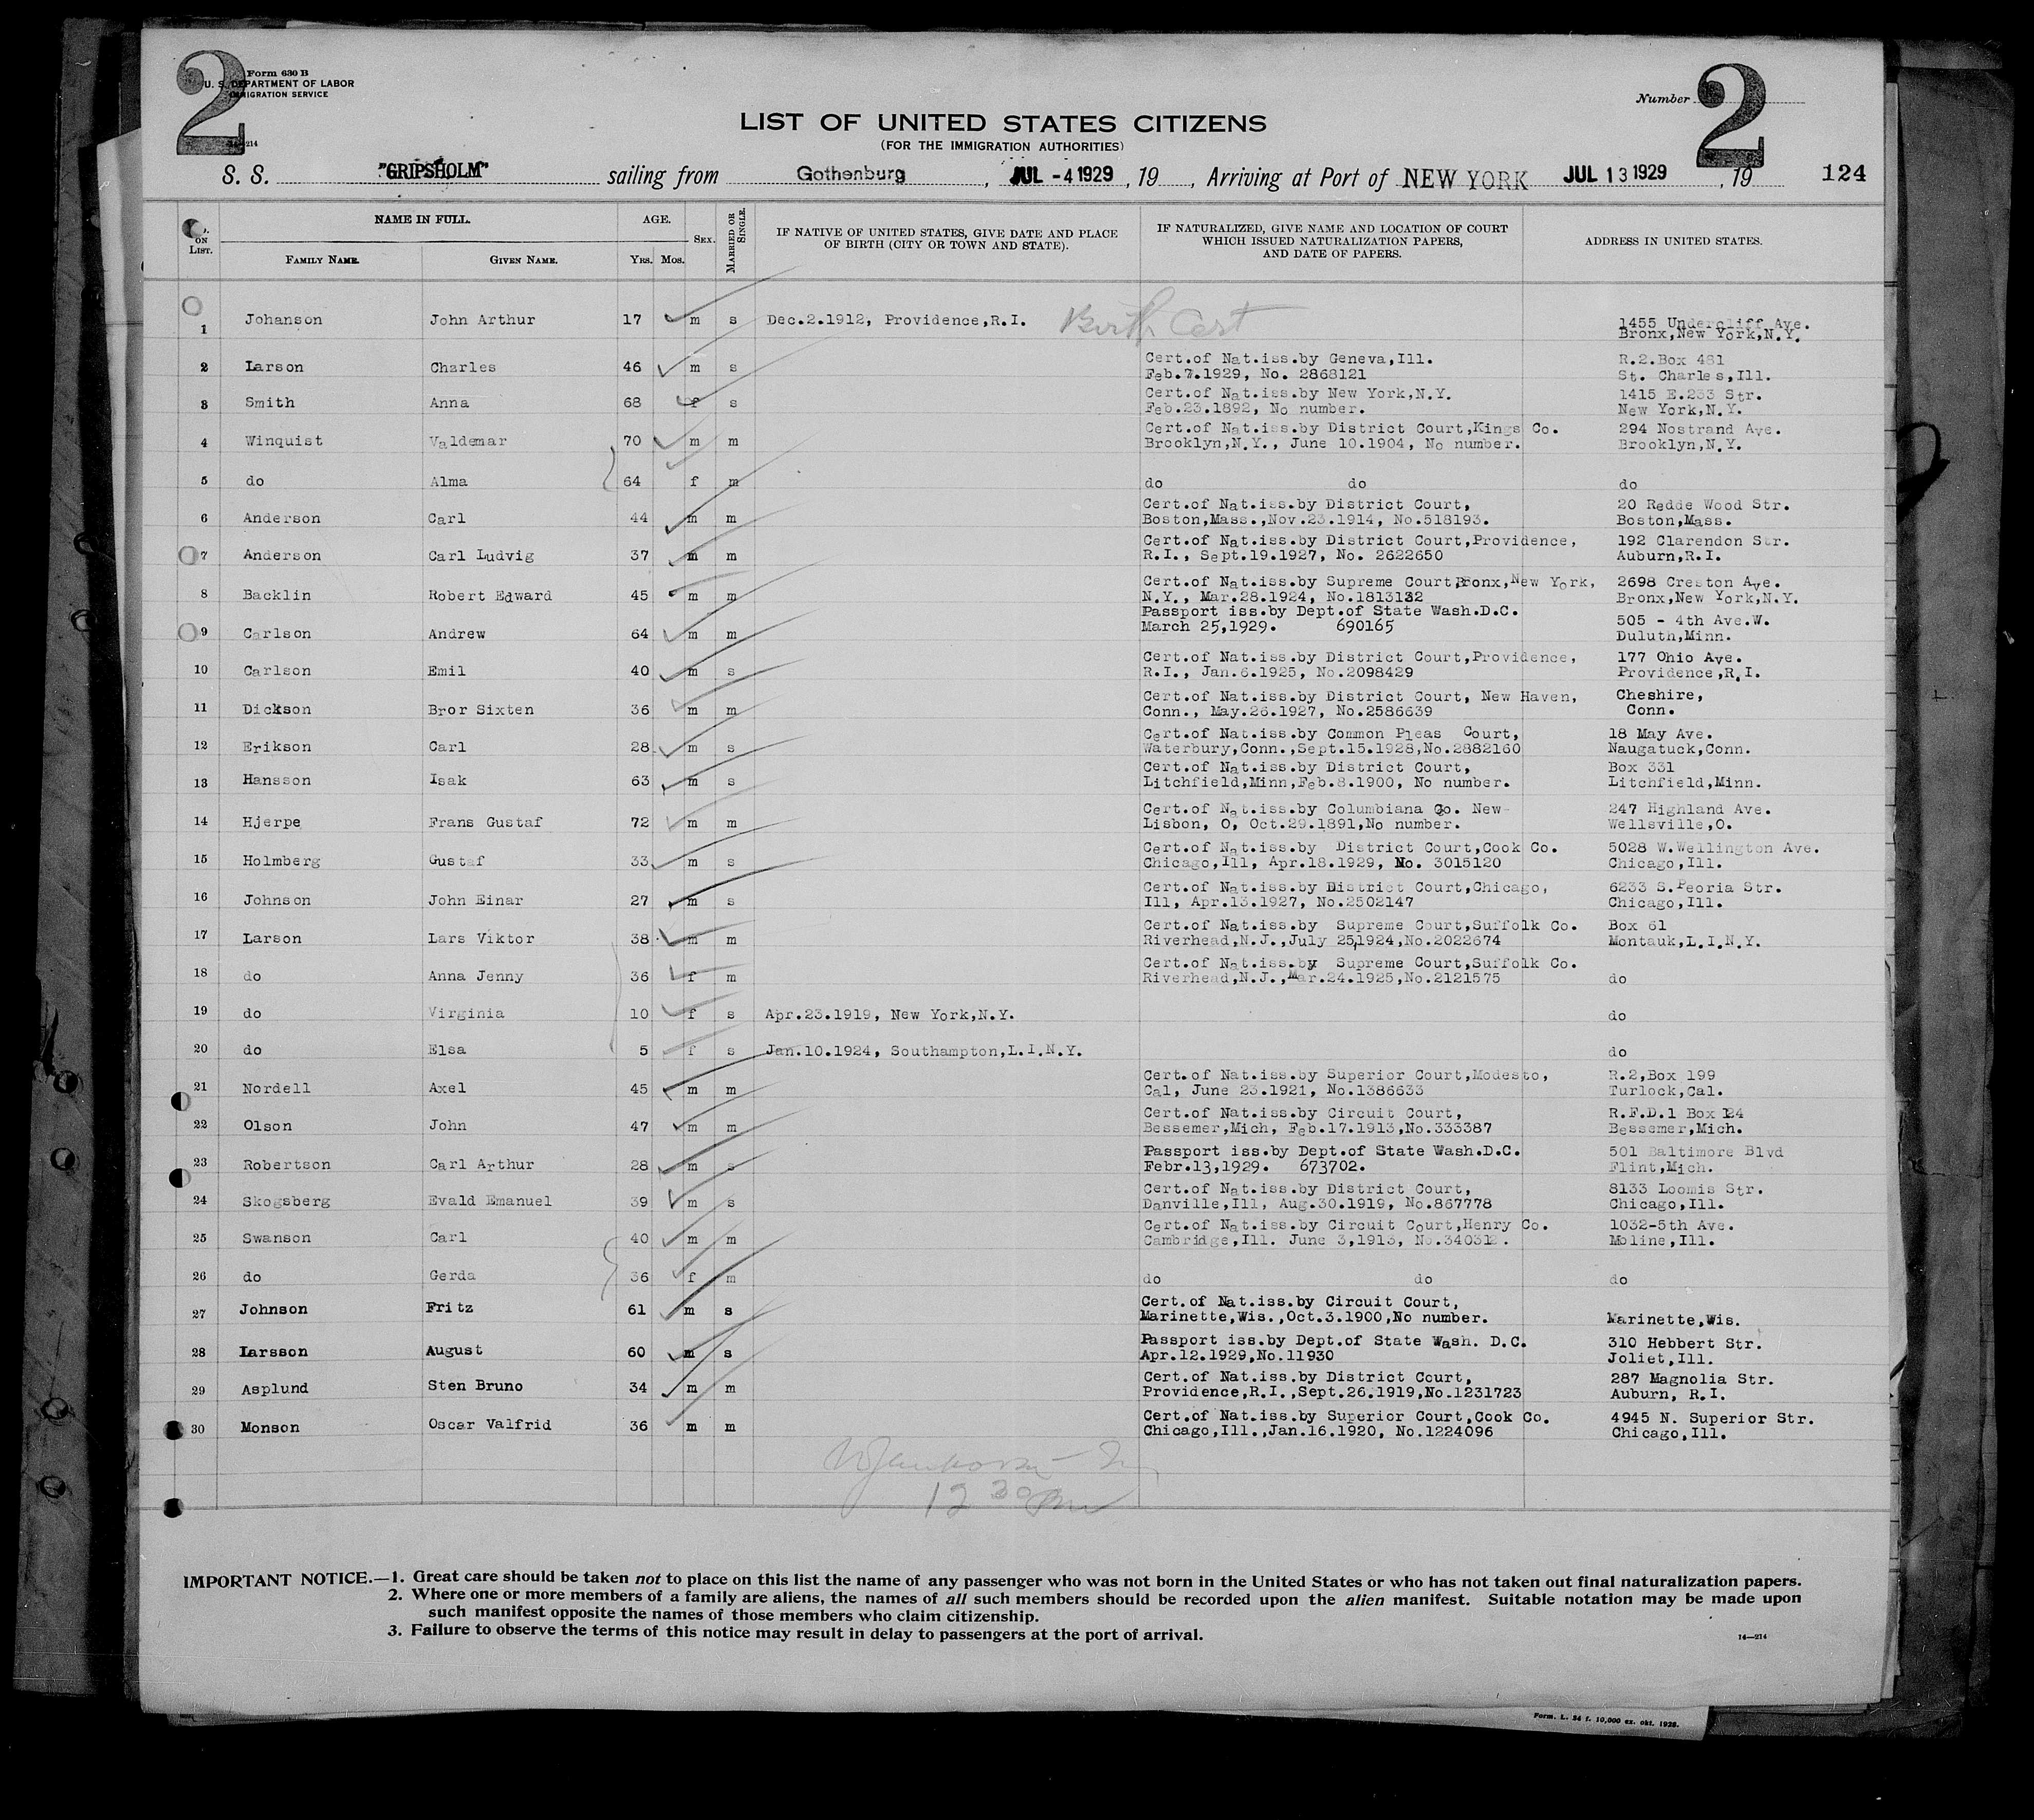 2
2
Form 630 B
U. S. DEPARTMENT OF LABOR
IMMIGRATION SERVICE
14—214
Number
LIST OF UNITED STATES CITIZENS
(FOR THE IMMIGRATION AUTHORITIES)
S. S. "GRIPSHOLM" sailing from Gothenburg, JUL -4 1929, 19 , Arriving at Port of NEW YORK JUL 13 1929, 19 124
No. ON LIST. NAME IN FULL. AGE. SEX. MARRIED OR SINGLE. IF NATIVE OF UNITED STATES, GIVE DATE AND PLACE OF BIRTH (CITY OR TOWN AND STATE). IF NATURALIZED, GIVE NAME AND LOCATION OF COURT WHICH ISSUED NATURALIZATION PAPERS, AND DATE OF PAPERS. ADDRESS IN UNITED STATES.
FAMILY NAME. GIVEN NAME. YRS. MOS.
1 Johanson John Arthur 17 m s Dec.2.1912, Providence,R.I. Birth Cert 1455 Undercliff Ave. Bronx,New York,N.Y.
2 Larson Charles 46 m s Cert.of Nat.iss.by Geneva,Ill. Feb.7.1929, No. 2868121 R.2.Box 481 St. Charles,Ill.
3 Smith Anna 68 f s Cert.of Nat.iss.by New York,N.Y. Feb.23.1892, No number. 1415 E.233 Str. New York,N.Y.
4 Winquist Valdemar 70 m m Cert.of Nat.iss.by District Court,Kings Co. Brooklyn,N.Y., June 10.1904, No number. 294 Nostrand Ave. Brooklyn,N.Y.
5 do Alma 64 f m do do do
6 Anderson Carl 44 m m Cert.of Nat.iss.by District Court, Boston,Mass.,Nov.23.1914, No.518193. 20 Redde Wood Str. Boston,Mass.
7 Anderson Carl Ludvig 37 m m Cert.of Nat.iss.by District Court,Providence, R.I., Sept.19.1927, No. 2622650 192 Clarendon Str. Auburn,R.I.
8 Backlin Robert Edward 45 m m Cert.of Nat.iss.by Supreme Court,Bronx,New York, N.Y., Mar.28.1924, No.1813132 2698 Creston Ave. Bronx,New York,N.Y.
9 Carlson Andrew 64 m m Passport iss.by Dept.of State Wash.D.C. March 25,1929. 690165 505 - 4th Ave.W. Duluth,Minn.
10 Carlson Emil 40 m s Cert.of Nat.iss.by District Court,Providence, R.I., Jan.6.1925, No.2098429 177 Ohio Ave. Providence,R.I.
11 Dickson Bror Sixten 36 m m Cert.of Nat.iss.by District Court, New Haven, Conn., May.26.1927, No.2586639 Cheshire, Conn.
12 Erikson Carl 28 m s Cert.of Nat.iss.by Common Pleas Court, Waterbury,Conn.,Sept.15.1928,No.2882160 18 May Ave. Naugatuck,Conn.
13 Hansson Isak 63 m s Cert.of Nat.iss.by District Court, Litchfield,Minn,Feb.8.1900, No number. Box 331 Litchfield,Minn.
14 Hjerpe Frans Gustaf 72 m m Cert.of Nat.iss.by Columbiana Co. New- Lisbon, O, Oct.29.1891,No number. 247 Highland Ave. Wellsville,O.
15 Holmberg Gustaf 33 m s Cert.of Nat.iss.by District Court,Cook Co. Chicago,Ill, Apr.18.1929, No. 3015120 5028 W.Wellington Ave. Chicago,Ill.
16 Johnson John Einar 27 m s Cert.of Nat.iss.by District Court,Chicago, Ill, Apr.13.1927, No.2502147 6233 S.Peoria Str. Chicago,Ill.
17 Larson Lars Viktor 38 m m Cert.of Nat.iss.by Supreme Court,Suffolk Co. Riverhead,N.J.,July 25,1924,No.2022674 Box 61 Montauk,L.I.N.Y.
18 do Anna Jenny 36 f m Cert.of Nat.iss.by Supreme Court,Suffolk Co. Riverhead,N.J.,Mar.24.1925,No.2121575 do
19 do Virginia 10 f s Apr.23.1919, New York,N.Y. do
20 do Elsa 5 f s Jan.10.1924, Southampton,L.I.N.Y. do
21 Nordell Axel 45 m m Cert.of Nat.iss.by Superior Court,Modesto, Cal, June 23.1921, No.1386633 R.2,Box 199 Turlock,Cal.
22 Olson John 47 m m Cert.of Nat.iss.by Circuit Court, Bessemer,Mich, Feb.17.1913,No.333387 R.F.D.1 Box 124 Bessemer,Mich.
23 Robertson Carl Arthur 28 m s Passport iss.by Dept.of State Wash.D.C. Febr.13,1929. 673702. 501 Baltimore Blvd Flint,Mich.
24 Skogsberg Evald Emanuel 39 m s Cert.of Nat.iss.by District Court, Danville,Ill, Aug.30.1919, No.867778 8133 Loomis Str. Chicago,Ill.
25 Swanson Carl 40 m m Cert.of Nat.iss.by Circuit Court,Henry Co. Cambridge,Ill. June 3,1913, No.340312. 1032-5th Ave. Moline,Ill.
26 do Gerda 36 f m do do do
27 Johnson Fritz 61 m s Cert.of Nat.iss.by Circuit Court, Marinette,Wis.,Oct.3.1900,No number. Marinette,Wis.
28 Larsson August 60 m s Passport iss.by Dept.of State Wash. D.C. Apr.12.1929,No.11930 310 Hebbert Str. Joliet,Ill.
29 Asplund Sten Bruno 34 m m Cert.of Nat.iss.by District Court, Providence,R.I.,Sept.26.1919,No.1231723 287 Magnolia Str. Auburn, R.I.
30 Monson Oscar Valfrid 36 m m Cert.of Nat.iss.by Superior Court,Cook Co. Chicago,Ill.,Jan.16.1920, No.1224096 4945 N. Superior Str. Chicago,Ill.
12 30 pm
IMPORTANT NOTICE.—1. Great care should be taken not to place on this list the name of any passenger who was not born in the United States or who has not taken out final naturalization papers.
2. Where one or more members of a family are aliens, the names of all such members should be recorded upon the alien manifest. Suitable notation may be made upon
such manifest opposite the names of those members who claim citizenship.
3. Failure to observe the terms of this notice may result in delay to passengers at the port of arrival.
14—214
Form. L. 54 f. 10,000 ex. okt. 1928.